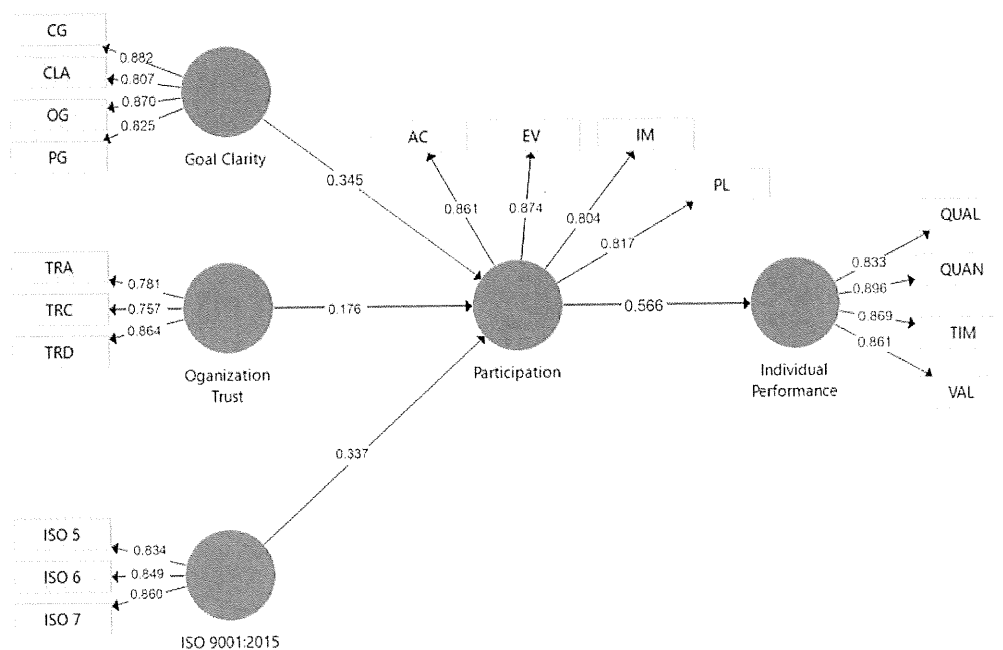 CG
0.882
CLA
0.807
OG
0.870
0.825
PG
Goal Clarity
0.345
AC
EV
IM
PL
0.861
0.874
0.804
0.817
TRA
0.781
TRC
0.757
TRD
0.864
Oganization
Trust
0.176
Participation
0.566
Individual
Performance
QUAL
0.833
QUAN
0.896
0.869
TIM
0.861
VAL
0.337
ISO 5
0.834
ISO 6
0.849
0.860
ISO 7
ISO 9001:2015